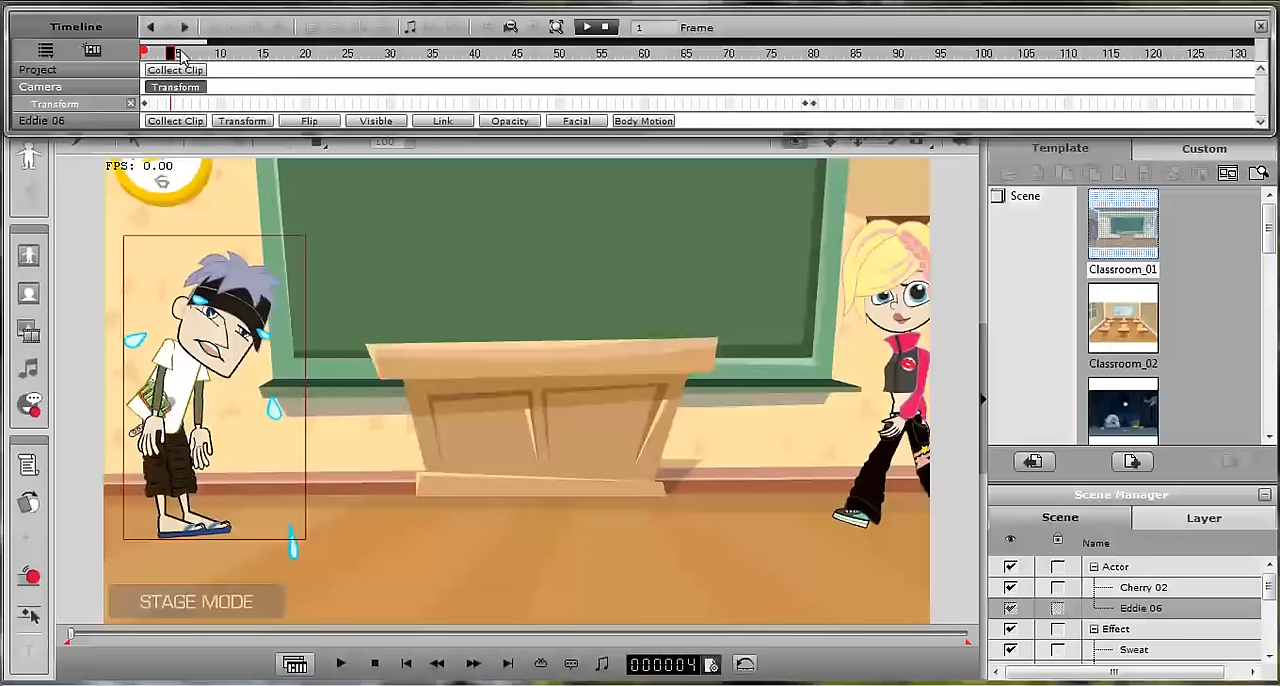 Timeline
1 Frame
5 10 15 20 25 30 35 40 45 50 55 60 65 70 75 80 85 90 95 100 105 110 115 120 125 130
Project Collect Clip
Camera Transform
Transform
Eddie 06 Collect Clip Transform Flip Visible Link Opacity Facial Body Motion
100
FPS: 0.00
Template Custom
Scene
Classroom_01
Classroom_02
Scene Manager
Scene Layer
Name
Actor
Cherry 02
Eddie 06
Effect
Sweat
STAGE MODE
000004